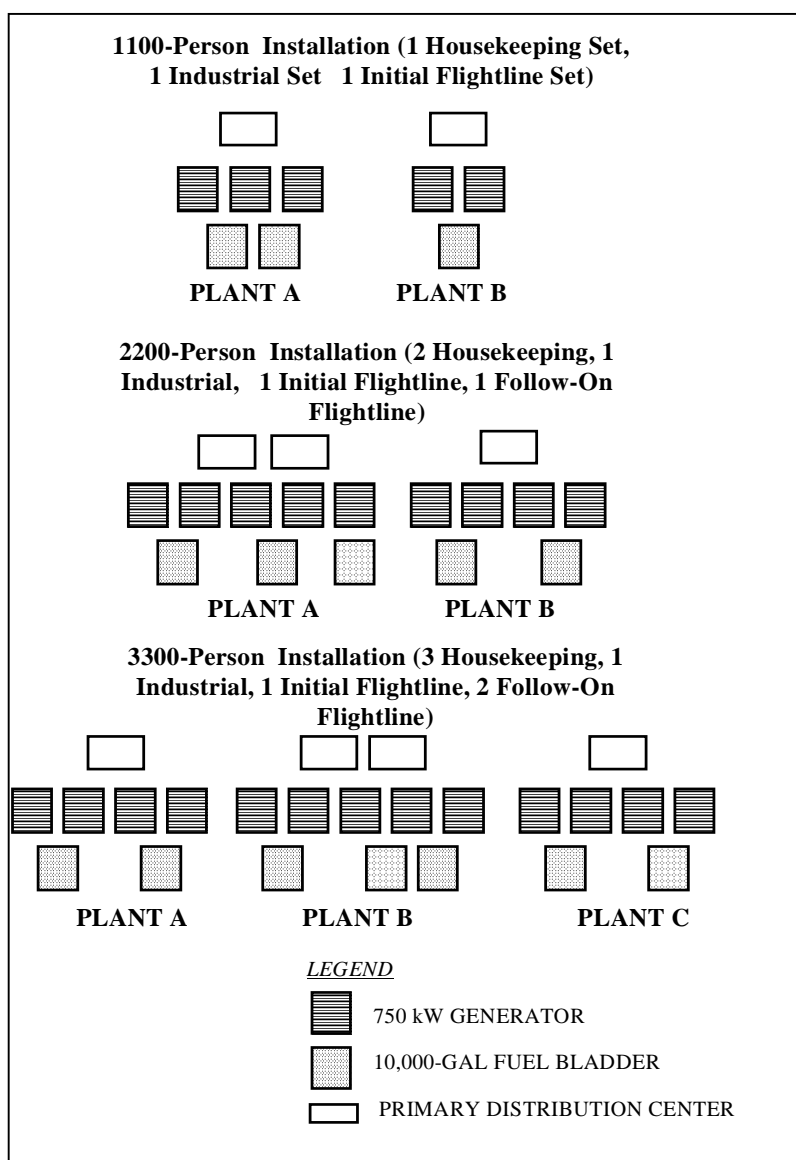 1100-Person Installation (1 Housekeeping Set,
1 Industrial Set 1 Initial Flightline Set)
PLANT A PLANT B
2200-Person Installation (2 Housekeeping, 1
Industrial, 1 Initial Flightline, 1 Follow-On
Flightline)
PLANT A PLANT B
3300-Person Installation (3 Housekeeping, 1
Industrial, 1 Initial Flightline, 2 Follow-On
Flightline)
PLANT A PLANT B PLANT C
LEGEND
750 kW GENERATOR
10,000-GAL FUEL BLADDER
PRIMARY DISTRIBUTION CENTER